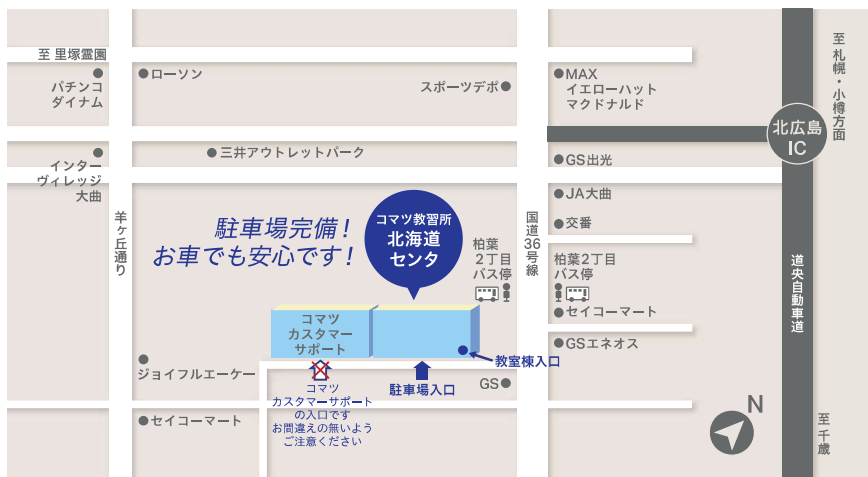 至 里塚霊園
パチンコ
ダイナム
ローソン
スポーツデポ
MAX
イエローハット
マクドナルド
至札幌・小樽方面
北広島
IC
インター
ヴィレッジ
大曲
三井アウトレットパーク
GS出光
JA大曲
交番
羊ヶ丘通り
駐車場完備！
お車でも安心です！
コマツ教習所
北海道
センタ
柏葉
２丁目
バス停
国道36号線
柏葉２丁目
バス停
道央自動車道
コマツ
カスタマー
サポート
セイコーマート
GSエネオス
教室棟入口
ジョイフルエーケー
コマツ
カスタマーサポート
の入口です
お間違えの無いよう
ご注意ください
駐車場入口
GS
セイコーマート
N
至千歳